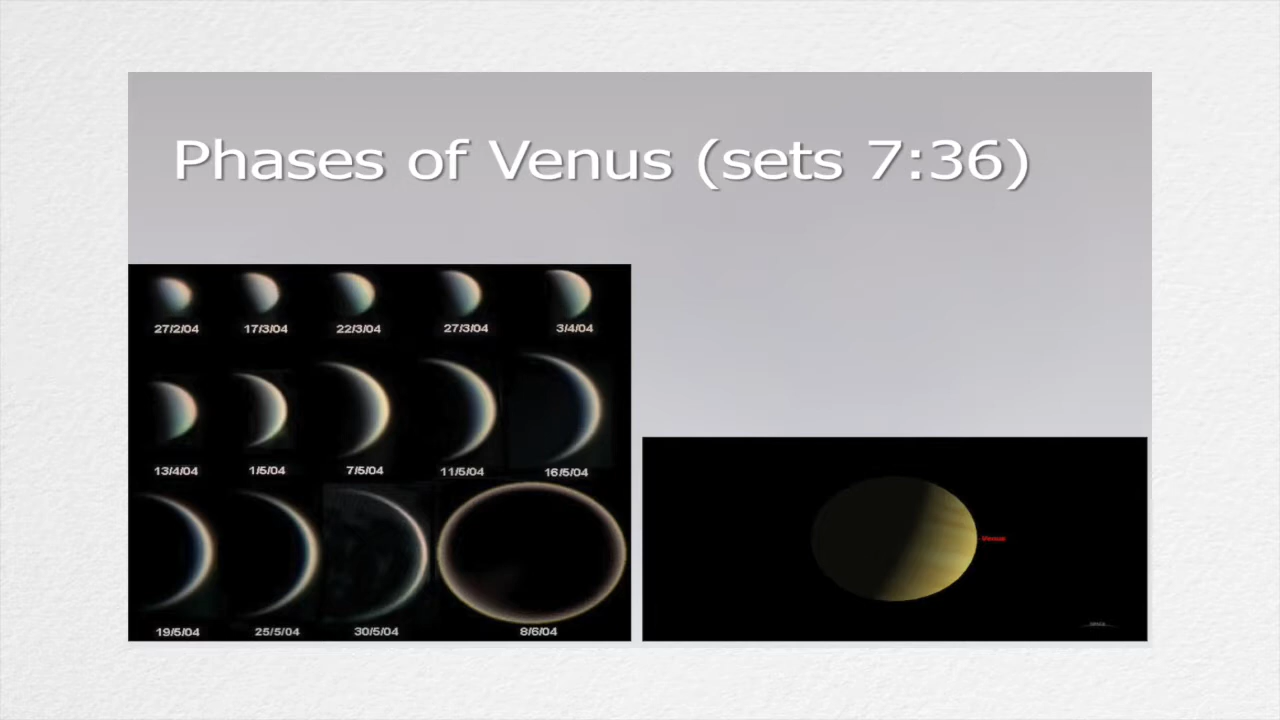 Phases of Venus (sets 7:36)
27/2/04 17/3/04 22/3/04 27/3/04 3/4/04
13/4/04 1/5/04 7/5/04 11/5/04 16/5/04
19/5/04 25/5/04 30/5/04 8/6/04
Venus